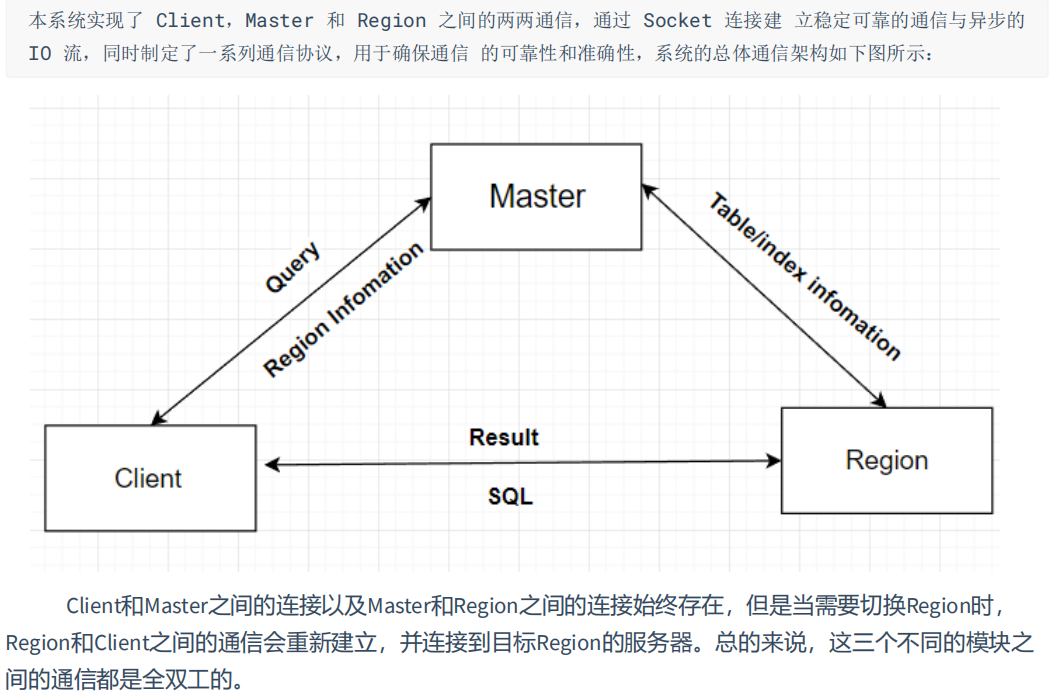 本系统实现了 Client，Master 和 Region 之间的两两通信，通过 Socket 连接建 立稳定可靠的通信与异步的
IO 流，同时制定了一系列通信协议，用于确保通信 的可靠性和准确性，系统的总体通信架构如下图所示：
Master
Query
Region Infomation
Table/index infomation
Client
Result
SQL
Region
Client和Master之间的连接以及Master和Region之间的连接始终存在，但是当需要切换Region时，
Region和Client之间的通信会重新建立，并连接到目标Region的服务器。总的来说，这三个不同的模块之
间的通信都是全双工的。